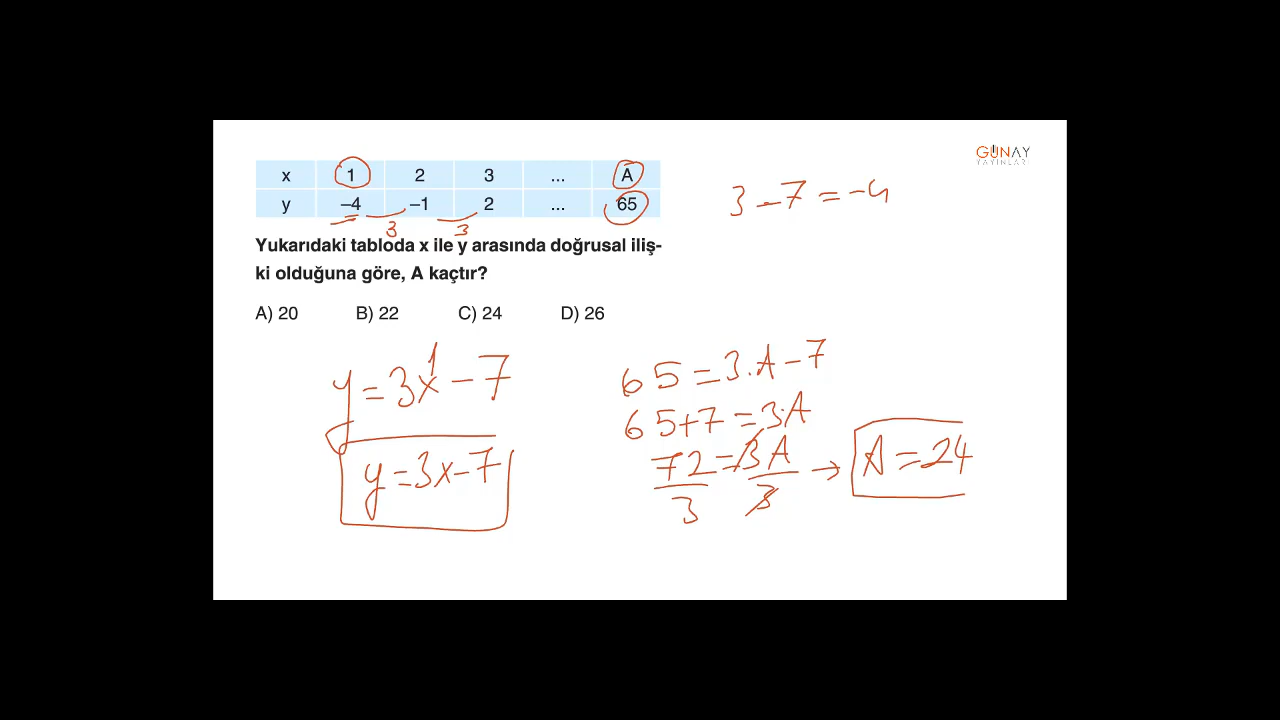 GÜNAY
YAYINLAR
x 1 2 3 ... A
y –4 –1 2 ... 65
3 3
3 – 7 = –4
Yukarıdaki tabloda x ile y arasında doğrusal iliş-
ki olduğuna göre, A kaçtır?
A) 20 B) 22 C) 24 D) 26
1
y = 3x – 7
y = 3x – 7
65 = 3.A – 7
65+7 = 3.A
72 = 3A → A = 24
3 3